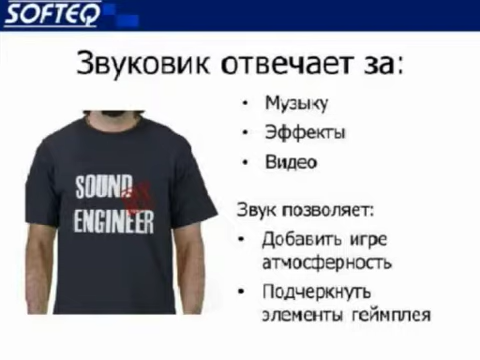 SOFTEQ
Звуковик отвечает за:
• Музыку
• Эффекты
• Видео
SOUND
ENGINEER
Звук позволяет:
• Добавить игре
атмосферность
• Подчеркнуть
элементы геймплея